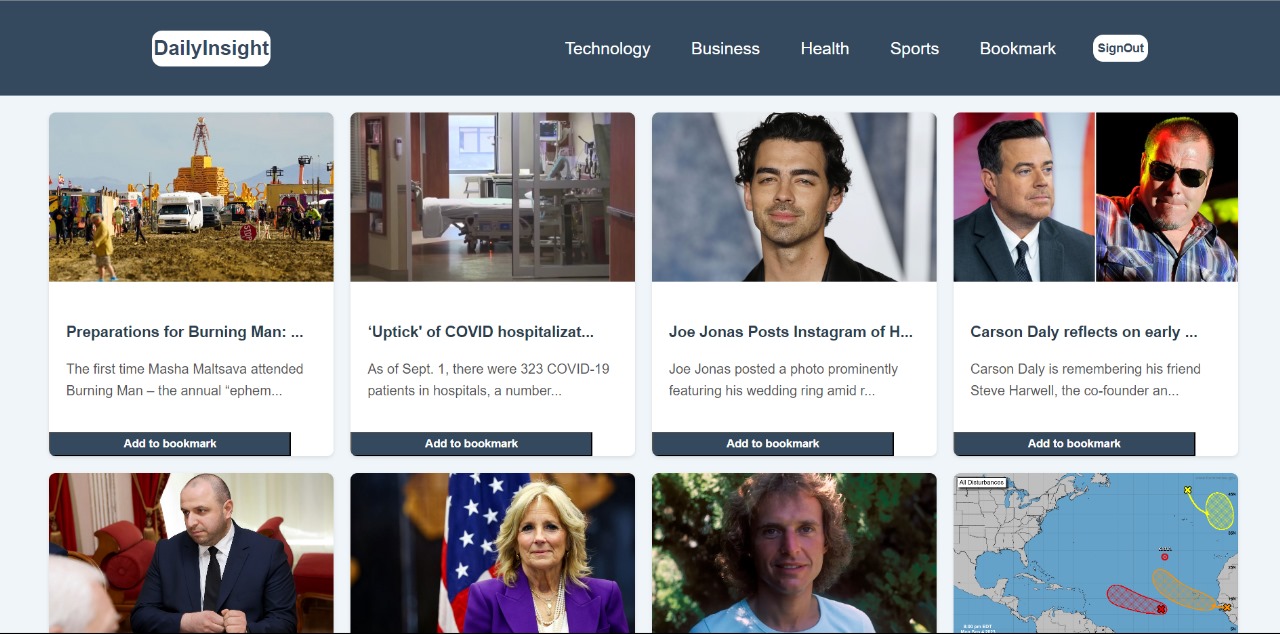 DailyInsight
Technology
Business
Health
Sports
Bookmark
SignOut
Preparations for Burning Man: ...
The first time Masha Maltsava attended
Burning Man – the annual “ephem...
Add to bookmark
‘Uptick' of COVID hospitalizat...
As of Sept. 1, there were 323 COVID-19
patients in hospitals, a number...
Add to bookmark
Joe Jonas Posts Instagram of H...
Joe Jonas posted a photo prominently
featuring his wedding ring amid r...
Add to bookmark
Carson Daly reflects on early ...
Carson Daly is remembering his friend
Steve Harwell, the co-founder an...
Add to bookmark
All Disturbances